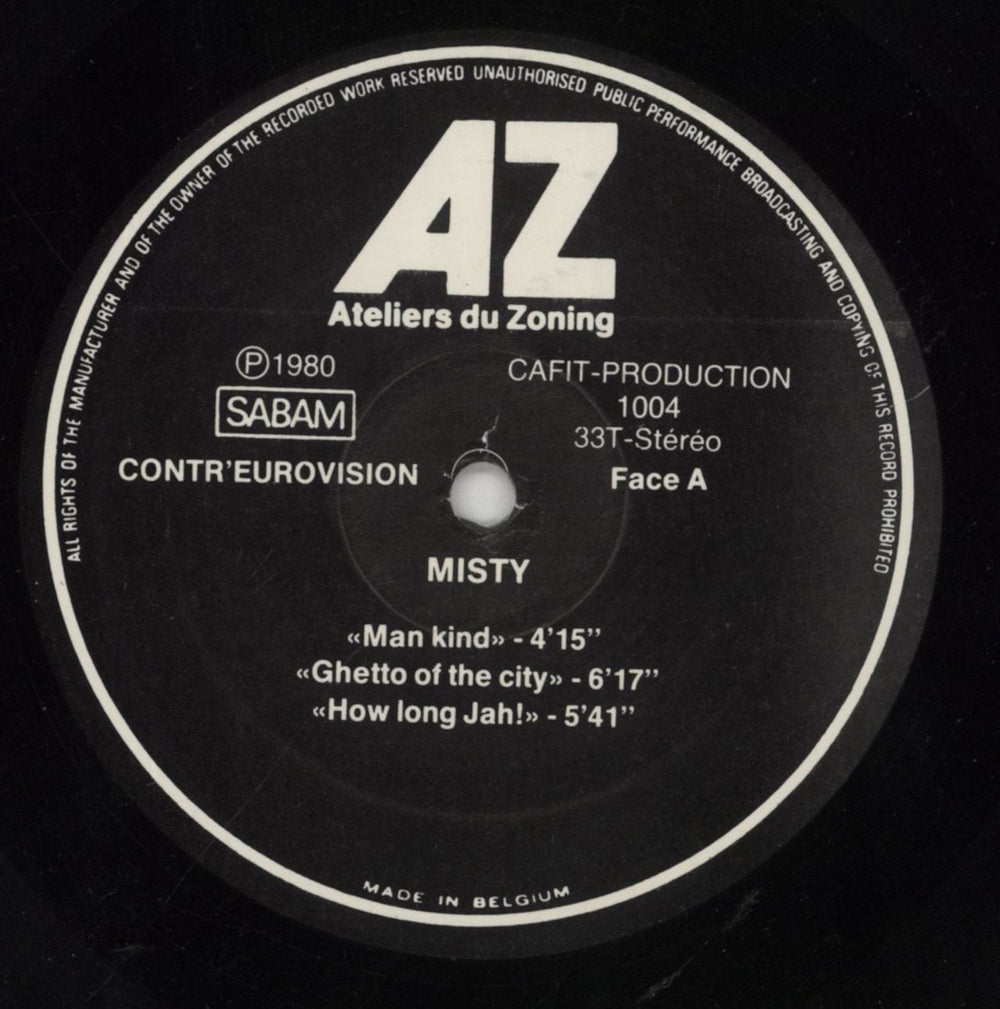 ALL RIGHTS OF THE MANUFACTURER AND OF THE OWNER OF THE RECORDED WORK RESERVED UNAUTHORISED PUBLIC PERFORMANCE BROADCASTING AND COPYING OF THIS RECORD PROHIBITED
AZ
Ateliers du Zoning
Ⓟ1980
SABAM
CONTR'EUROVISION
CAFIT-PRODUCTION
1004
33T-Stéréo
Face A
MISTY
«Man kind» - 4'15''
«Ghetto of the city» - 6'17''
«How long Jah!» - 5'41''
MADE IN BELGIUM